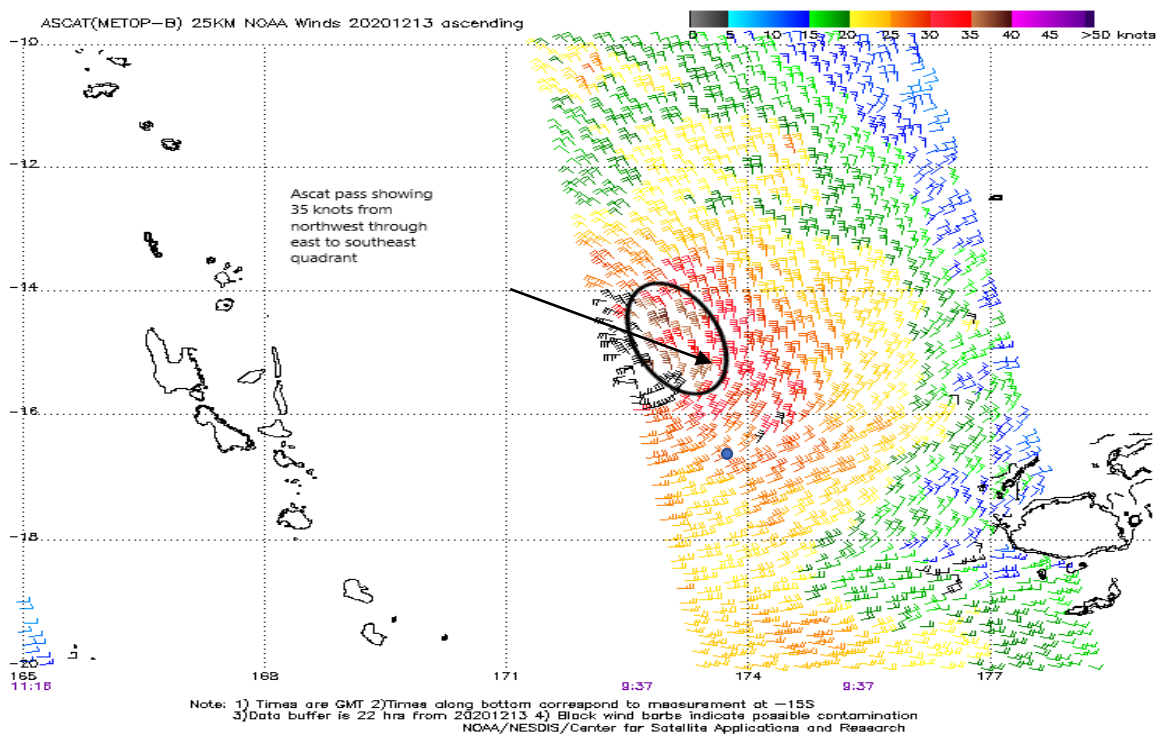 ASCAT(METOP-B) 25KM NOAA Winds 20201213 ascending
0 5 10 15 20 25 30 35 40 45 >50 knots
-10
-12
Ascat pass showing
35 knots from
northwest through
east to southeast
quadrant
-14
-16
-18
-20
165 168 171 174 177
11:16 9:37 9:37
Note: 1) Times are GMT 2)Times along bottom correspond to measurement at -15S
3)Data buffer is 22 hrs from 20201213 4) Black wind barbs indicate possible contamination
NOAA/NESDIS/Center for Satellite Applications and Research